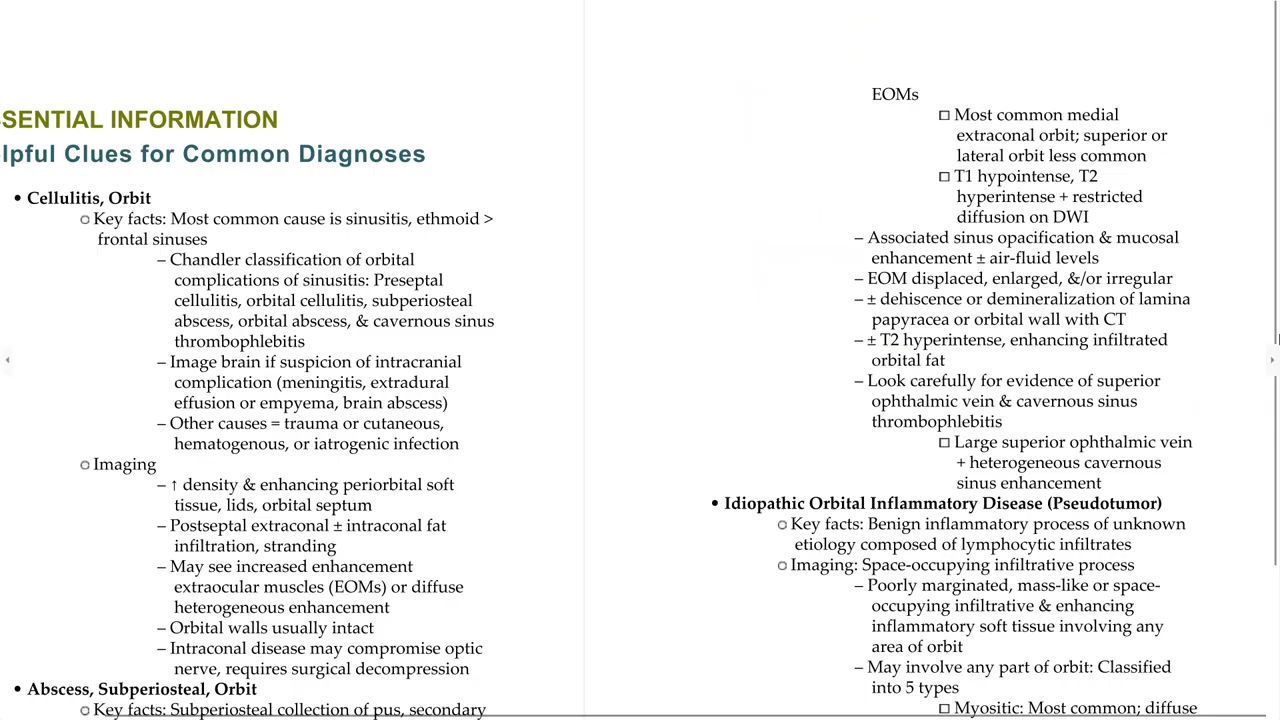 SENTIAL INFORMATION
lpful Clues for Common Diagnoses
• Cellulitis, Orbit
○ Key facts: Most common cause is sinusitis, ethmoid >
frontal sinuses
– Chandler classification of orbital
complications of sinusitis: Preseptal
cellulitis, orbital cellulitis, subperiosteal
abscess, orbital abscess, & cavernous sinus
thrombophlebitis
– Image brain if suspicion of intracranial
complication (meningitis, extradural
effusion or empyema, brain abscess)
– Other causes = trauma or cutaneous,
hematogenous, or iatrogenic infection
○ Imaging
– ↑ density & enhancing periorbital soft
tissue, lids, orbital septum
– Postseptal extraconal ± intraconal fat
infiltration, stranding
– May see increased enhancement
extraocular muscles (EOMs) or diffuse
heterogeneous enhancement
– Orbital walls usually intact
– Intraconal disease may compromise optic
nerve, requires surgical decompression
• Abscess, Subperiosteal, Orbit
○ Key facts: Subperiosteal collection of pus, secondary
EOMs
□ Most common medial
extraconal orbit; superior or
lateral orbit less common
□ T1 hypointense, T2
hyperintense + restricted
diffusion on DWI
– Associated sinus opacification & mucosal
enhancement ± air-fluid levels
– EOM displaced, enlarged, &/or irregular
– ± dehiscence or demineralization of lamina
papyracea or orbital wall with CT
– ± T2 hyperintense, enhancing infiltrated
orbital fat
– Look carefully for evidence of superior
ophthalmic vein & cavernous sinus
thrombophlebitis
□ Large superior ophthalmic vein
+ heterogeneous cavernous
sinus enhancement
• Idiopathic Orbital Inflammatory Disease (Pseudotumor)
○ Key facts: Benign inflammatory process of unknown
etiology composed of lymphocytic infiltrates
○ Imaging: Space-occupying infiltrative process
– Poorly marginated, mass-like or space-
occupying infiltrative & enhancing
inflammatory soft tissue involving any
area of orbit
– May involve any part of orbit: Classified
into 5 types
□ Myositic: Most common; diffuse